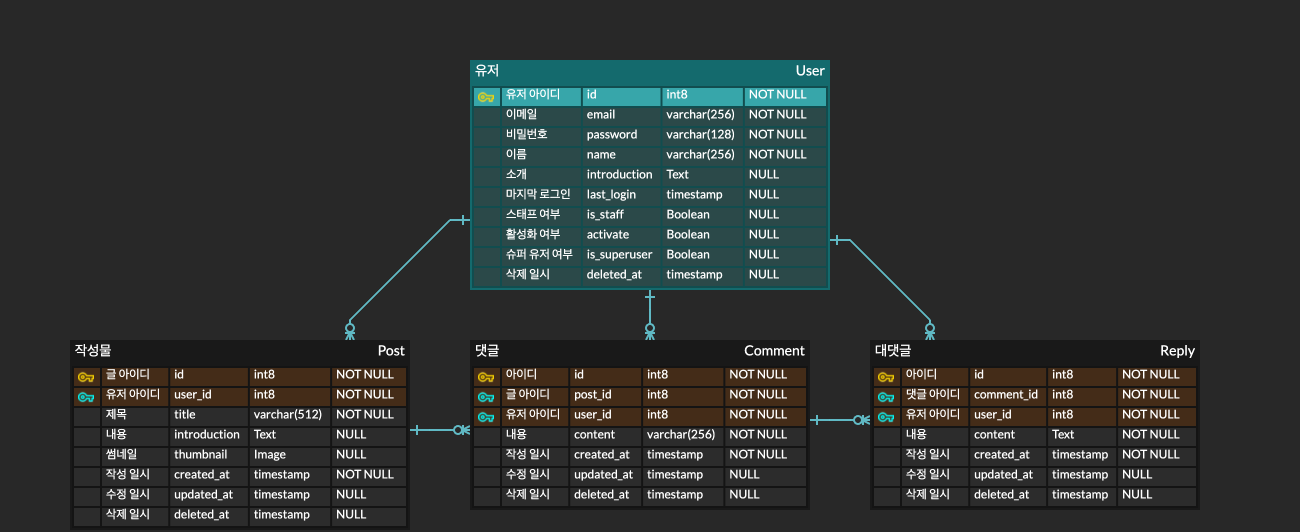 유저 User
유저 아이디 id int8 NOT NULL
이메일 email varchar(256) NOT NULL
비밀번호 password varchar(128) NOT NULL
이름 name varchar(256) NOT NULL
소개 introduction Text NULL
마지막 로그인 last_login timestamp NULL
스태프 여부 is_staff Boolean NULL
활성화 여부 activate Boolean NULL
슈퍼 유저 여부 is_superuser Boolean NULL
삭제 일시 deleted_at timestamp NULL
작성물 Post
글 아이디 id int8 NOT NULL
유저 아이디 user_id int8 NOT NULL
제목 title varchar(512) NOT NULL
내용 introduction Text NULL
썸네일 thumbnail Image NULL
작성 일시 created_at timestamp NOT NULL
수정 일시 updated_at timestamp NULL
삭제 일시 deleted_at timestamp NULL
댓글 Comment
아이디 id int8 NOT NULL
글 아이디 post_id int8 NOT NULL
유저 아이디 user_id int8 NOT NULL
내용 content varchar(256) NOT NULL
작성 일시 created_at timestamp NOT NULL
수정 일시 updated_at timestamp NULL
삭제 일시 deleted_at timestamp NULL
대댓글 Reply
아이디 id int8 NOT NULL
댓글 아이디 comment_id int8 NOT NULL
유저 아이디 user_id int8 NOT NULL
내용 content Text NOT NULL
작성 일시 created_at timestamp NOT NULL
수정 일시 updated_at timestamp NULL
삭제 일시 deleted_at timestamp NULL